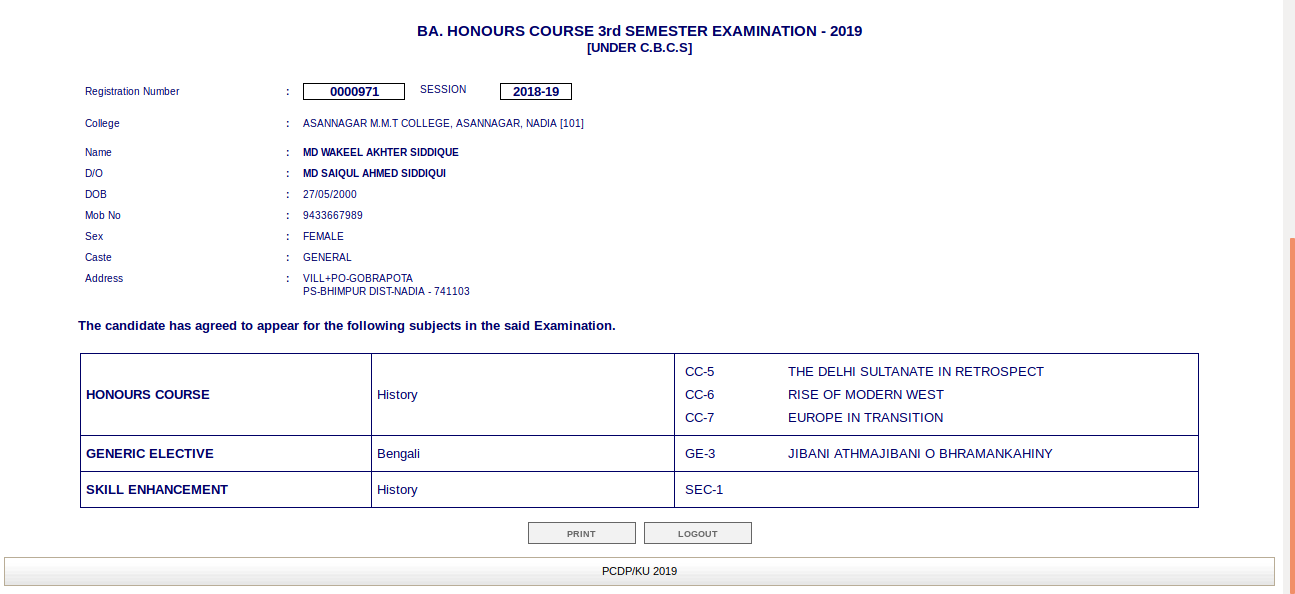 BA. HONOURS COURSE 3rd SEMESTER EXAMINATION - 2019
[UNDER C.B.C.S]
Registration Number : 0000971 SESSION 2018-19
College : ASANNAGAR M.M.T COLLEGE, ASANNAGAR, NADIA [101]
Name : MD WAKEEL AKHTER SIDDIQUE
D/O : MD SAIQUL AHMED SIDDIQUI
DOB : 27/05/2000
Mob No : 9433667989
Sex : FEMALE
Caste : GENERAL
Address : VILL+PO-GOBRAPOTA
PS-BHIMPUR DIST-NADIA - 741103
The candidate has agreed to appear for the following subjects in the said Examination.
CC-5 THE DELHI SULTANATE IN RETROSPECT
HONOURS COURSE History CC-6 RISE OF MODERN WEST
CC-7 EUROPE IN TRANSITION
GENERIC ELECTIVE Bengali GE-3 JIBANI ATHMAJIBANI O BHRAMANKAHINY
SKILL ENHANCEMENT History SEC-1
PRINT LOGOUT
PCDP/KU 2019